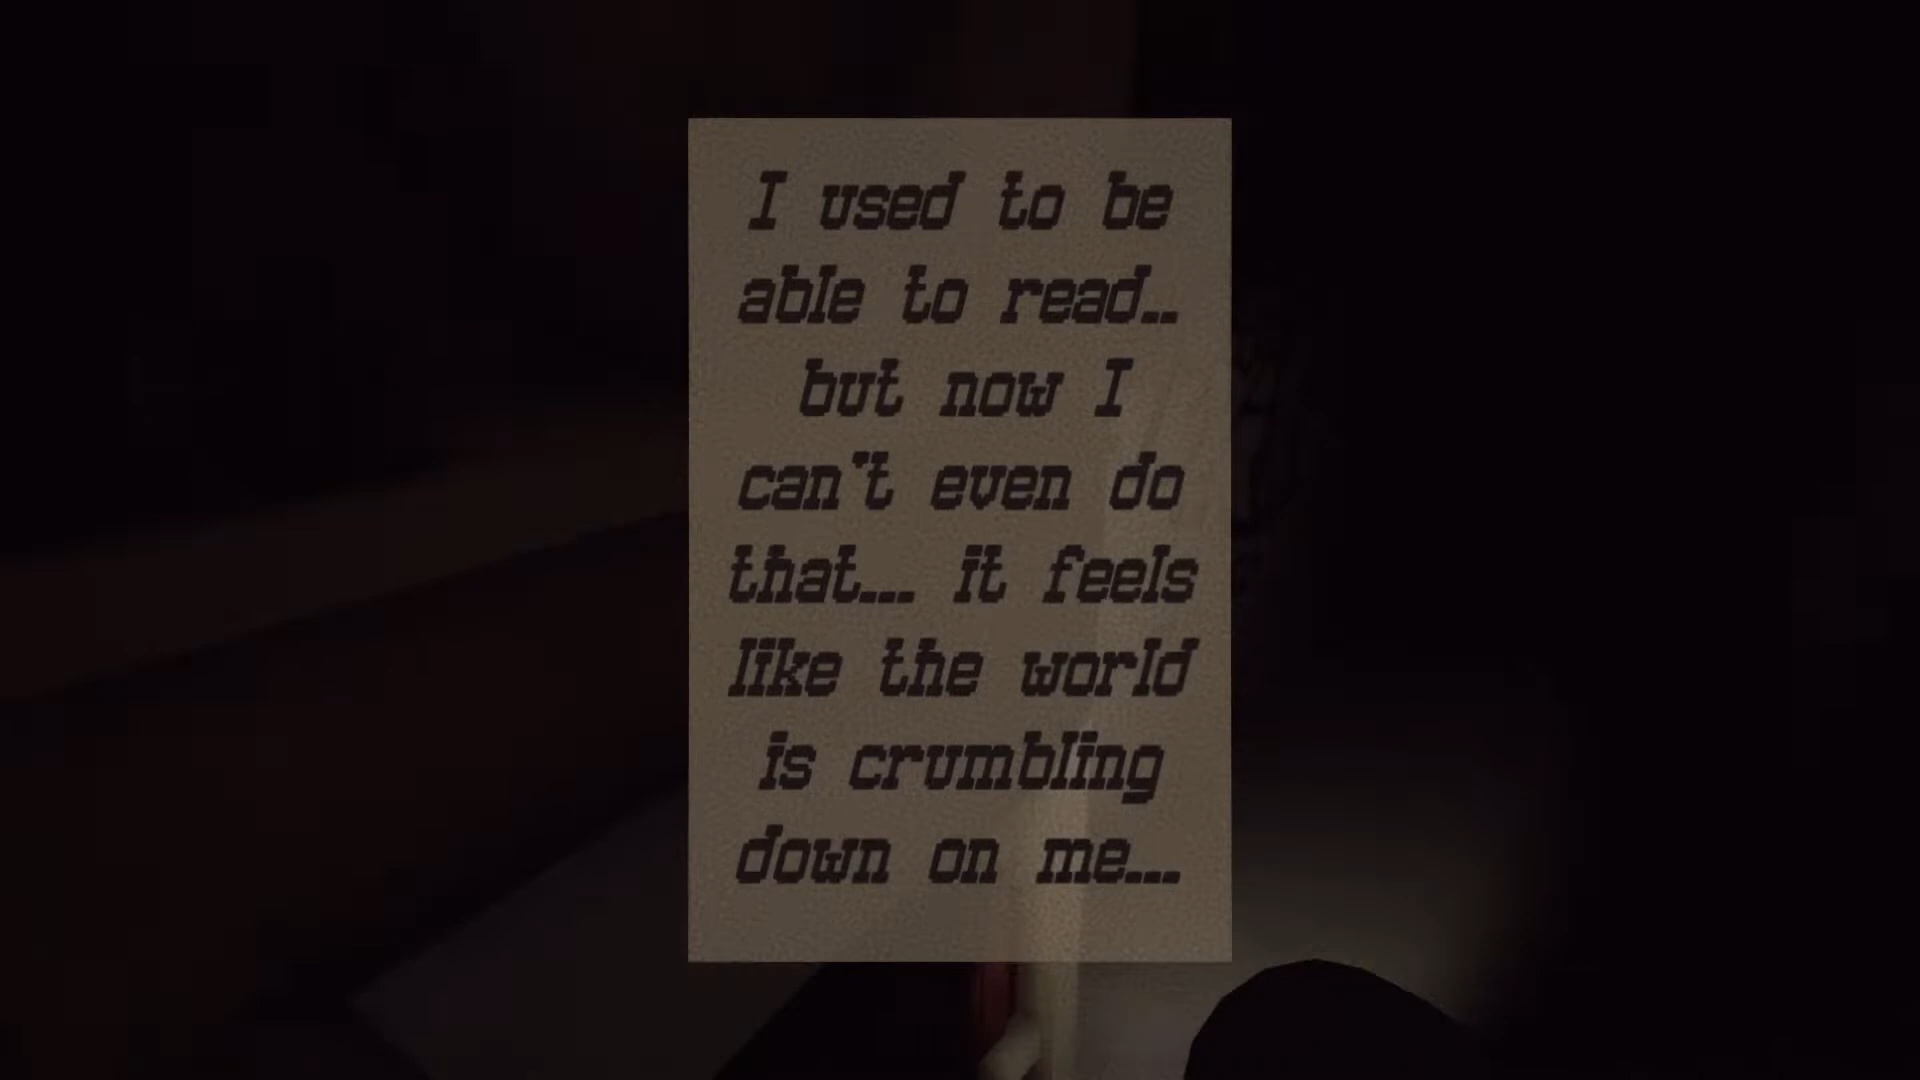 I used to be
able to read..
but now I
can't even do
that... it feels
like the world
is crumbling
down on me...